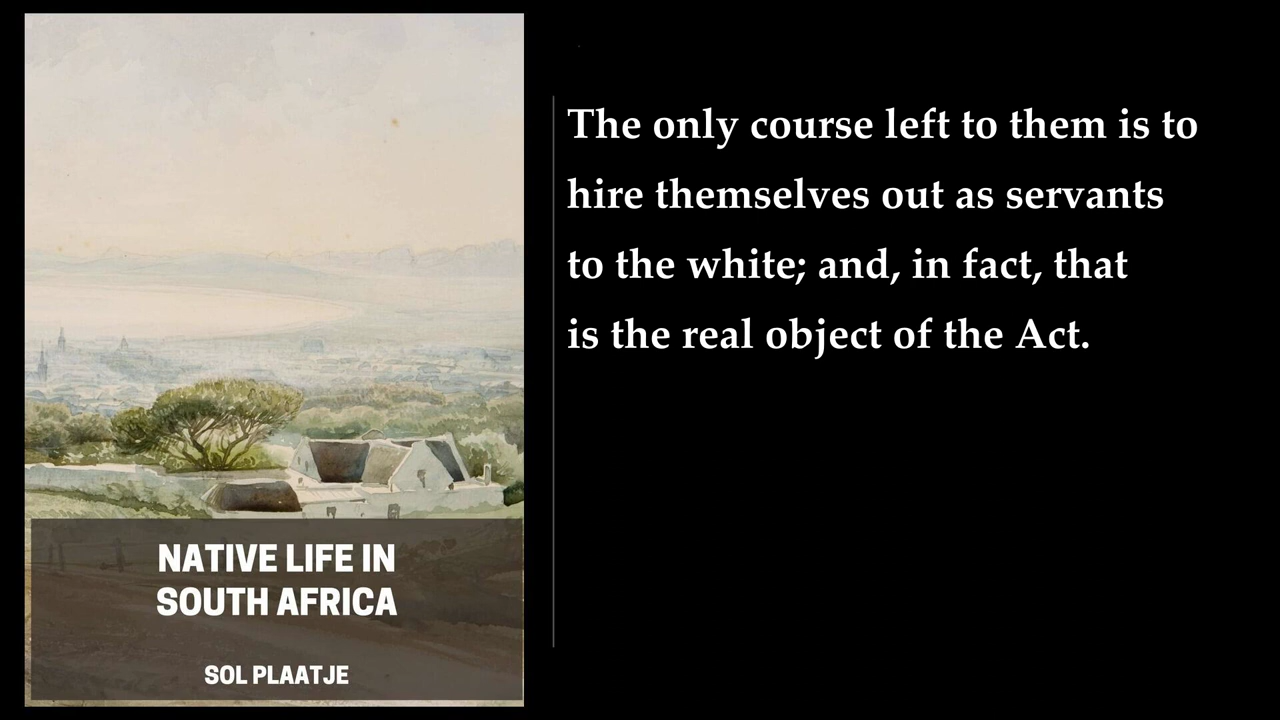 NATIVE LIFE IN
SOUTH AFRICA
SOL PLAATJE
The only course left to them is to
hire themselves out as servants
to the white; and, in fact, that
is the real object of the Act.